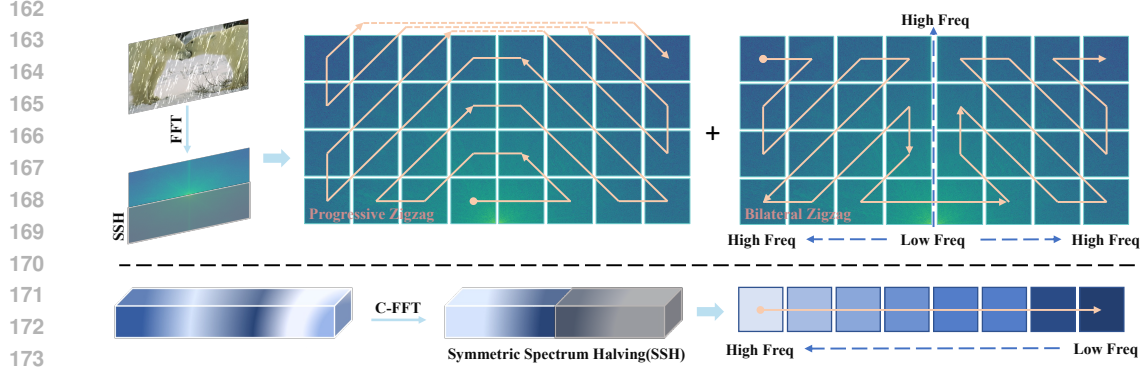 162
163
164
165
166
167
168
169
170
171
172
173
FFT
SSH
Progressive Zigzag
+
High Freq
Bilateral Zigzag
High Freq
Low Freq
High Freq
C-FFT
Symmetric Spectrum Halving(SSH)
High Freq
Low Freq